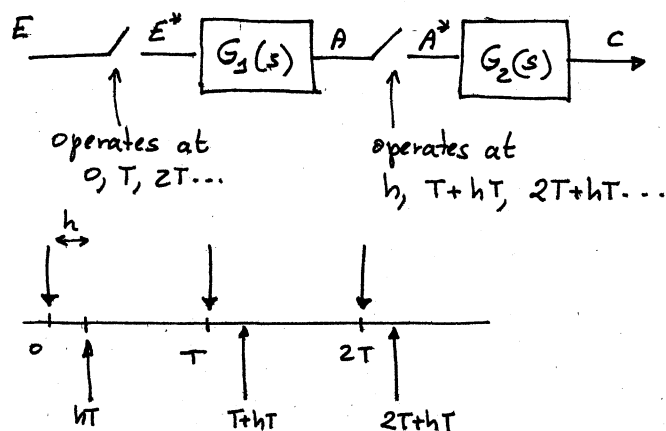 E E* G₁(s) A A* G₂(s) C
operates at
0, T, 2T...
operates at
h, T+hT, 2T+hT...
h
0 T 2T
hT T+hT 2T+hT